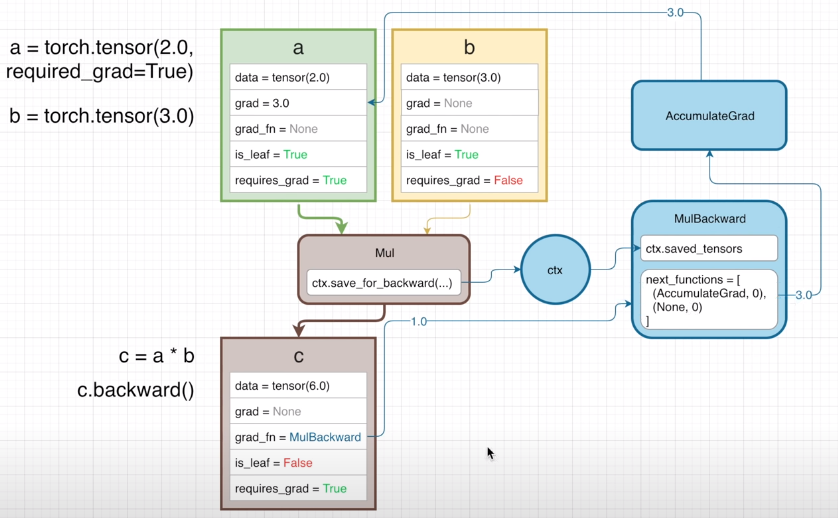 a = torch.tensor(2.0,
required_grad=True)
b = torch.tensor(3.0)
a
data = tensor(2.0)
grad = 3.0
grad_fn = None
is_leaf = True
requires_grad = True
b
data = tensor(3.0)
grad = None
grad_fn = None
is_leaf = True
requires_grad = False
3.0
AccumulateGrad
Mul
ctx.save_for_backward(...)
ctx
MulBackward
ctx.saved_tensors
next_functions = [
(AccumulateGrad, 0),
(None, 0)
]
3.0
1.0
c = a * b
c.backward()
c
data = tensor(6.0)
grad = None
grad_fn = MulBackward
is_leaf = False
requires_grad = True